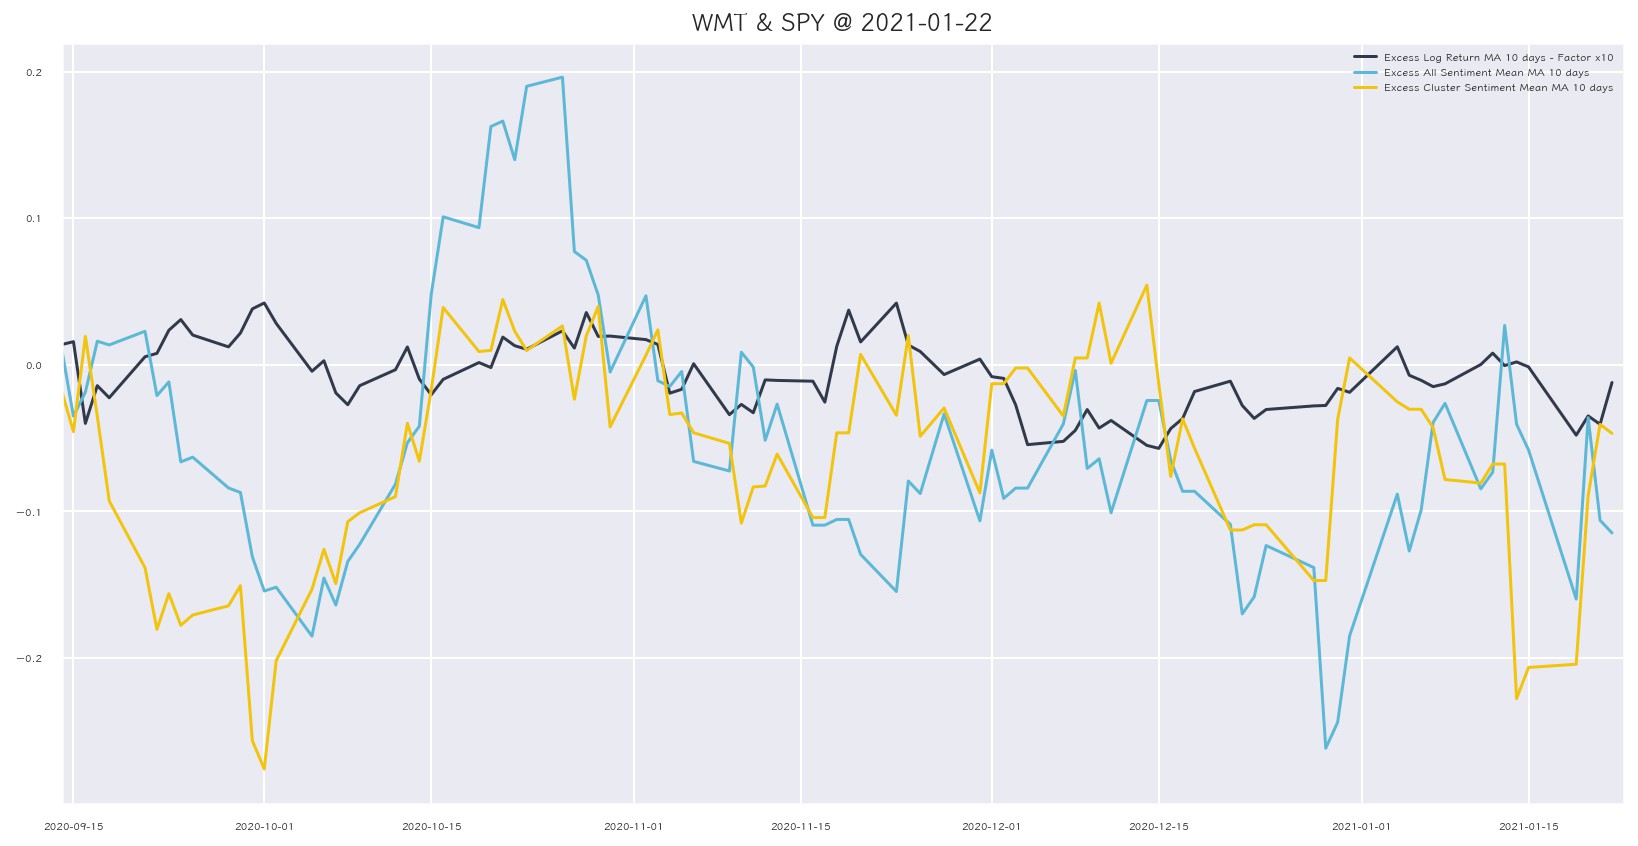 WMT & SPY @ 2021-01-22
Excess Log Return MA 10 days - Factor x10
Excess All Sentiment Mean MA 10 days
Excess Cluster Sentiment Mean MA 10 days
0.2
0.1
0.0
−0.1
−0.2
2020-09-15 2020-10-01 2020-10-15 2020-11-01 2020-11-15 2020-12-01 2020-12-15 2021-01-01 2021-01-15